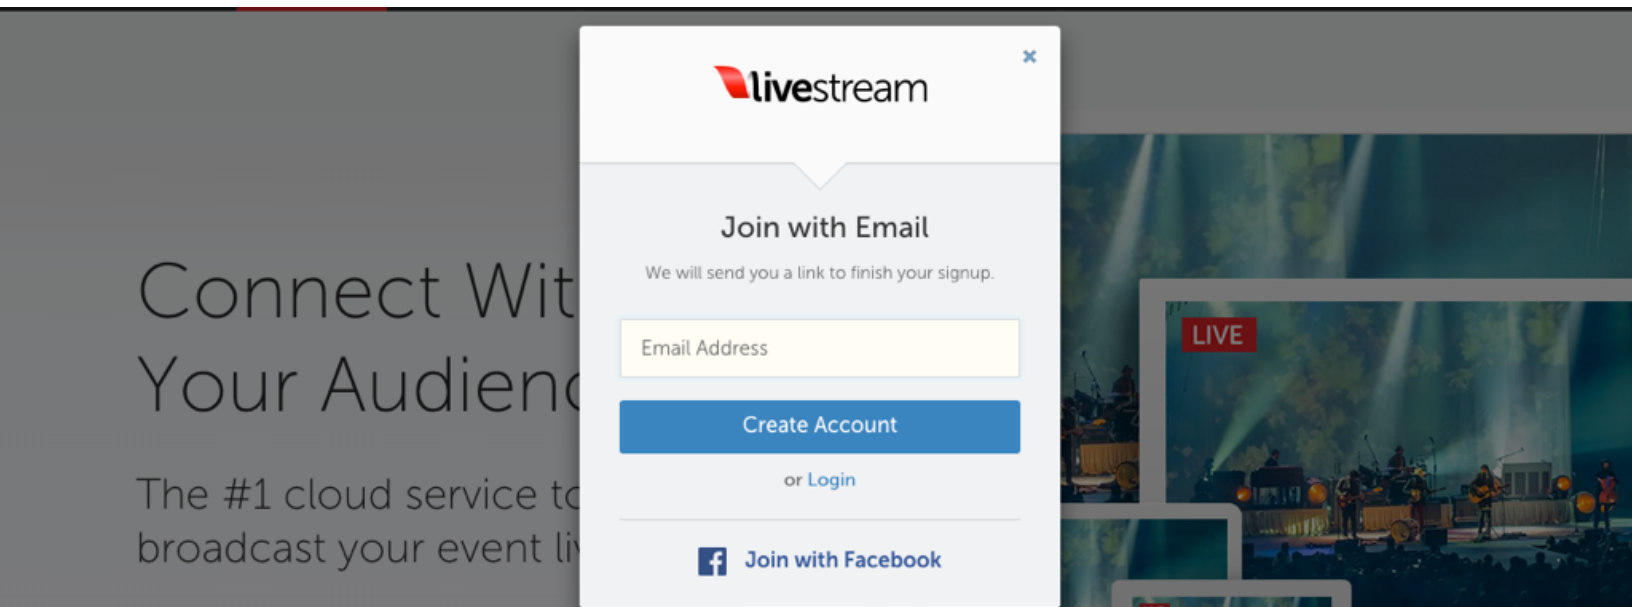 livestream
Join with Email
We will send you a link to finish your signup.
Email Address
Create Account
or Login
Join with Facebook
Connect Wit
Your Audienc
The #1 cloud service to
broadcast your event li
LIVE